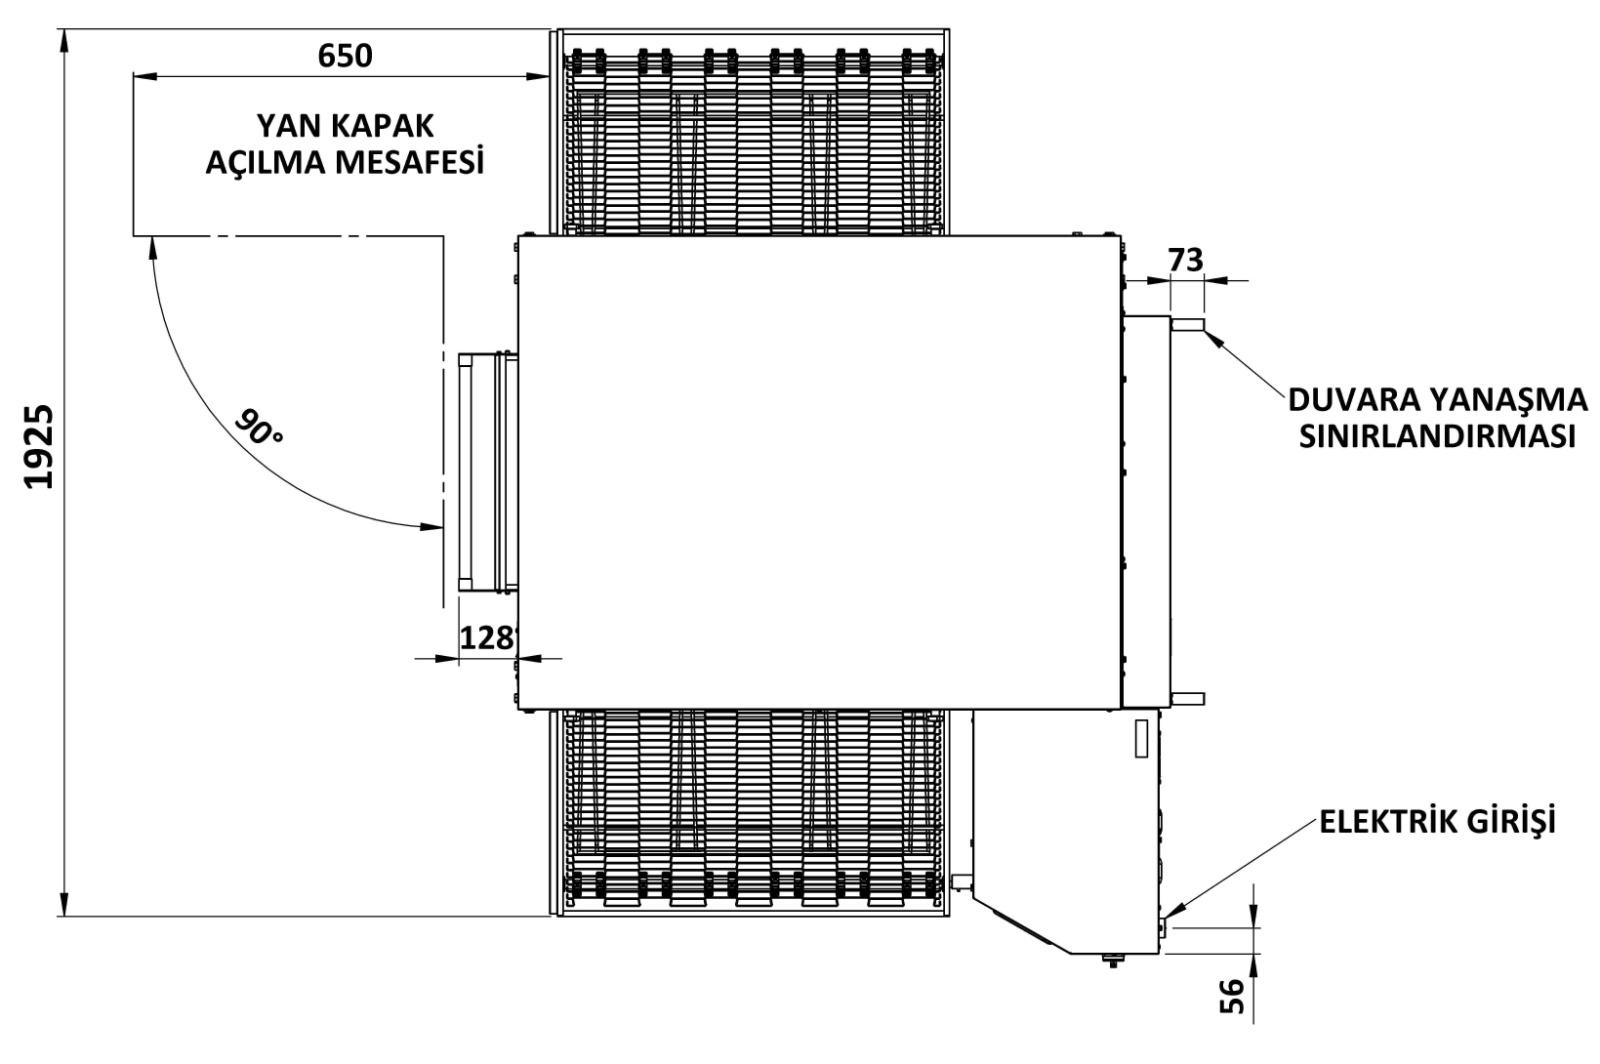 650
YAN KAPAK
AÇILMA MESAFESİ
73
DUVARA YANAŞMA
SINIRLANDIRMASI
90°
1925
128
ELEKTRİK GİRİŞİ
56